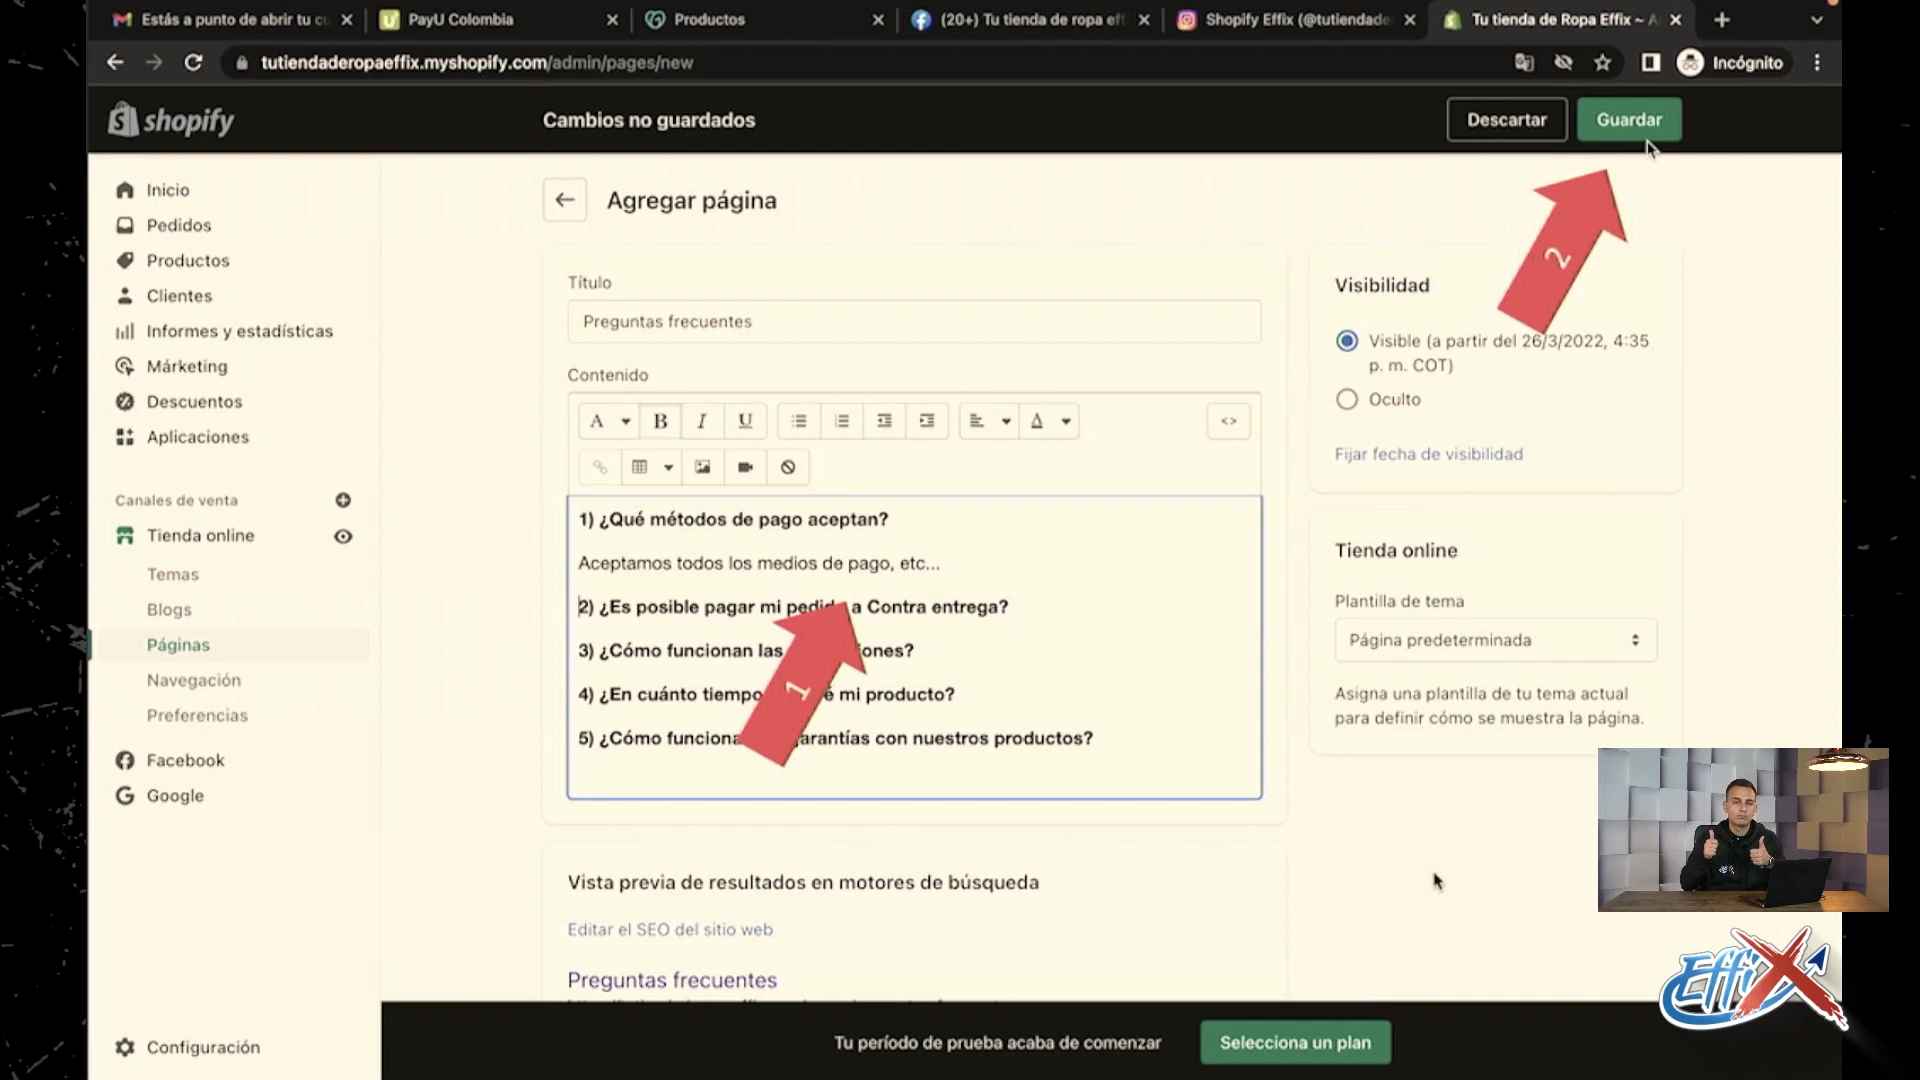 Estás a punto de abrir tu cu
PayU Colombia
Productos
(20+) Tu tienda de ropa eff
Shopify Effix (@tutiendade
Tu tienda de Ropa Effix ~ A
tutiendaderopaeffix.myshopify.com/admin/pages/new
Incógnito
shopify
Cambios no guardados
Descartar
Guardar
Inicio
Pedidos
Productos
Clientes
Informes y estadísticas
Márketing
Descuentos
Aplicaciones
Canales de venta
Tienda online
Temas
Blogs
Páginas
Navegación
Preferencias
Facebook
Google
Configuración
Agregar página
Título
Preguntas frecuentes
Contenido
A
B
I
U
A
<>
1) ¿Qué métodos de pago aceptan?
Aceptamos todos los medios de pago, etc...
2) ¿Es posible pagar mi pedido a Contra entrega?
3) ¿Cómo funcionan las iones?
4) ¿En cuánto tiempo é mi producto?
5) ¿Cómo funciona arantías con nuestros productos?
1
2
Vista previa de resultados en motores de búsqueda
Editar el SEO del sitio web
Preguntas frecuentes
Visibilidad
Visible (a partir del 26/3/2022, 4:35
p. m. COT)
Oculto
Fijar fecha de visibilidad
Tienda online
Plantilla de tema
Página predeterminada
Asigna una plantilla de tu tema actual
para definir cómo se muestra la página.
EffiX
Tu período de prueba acaba de comenzar
Selecciona un plan